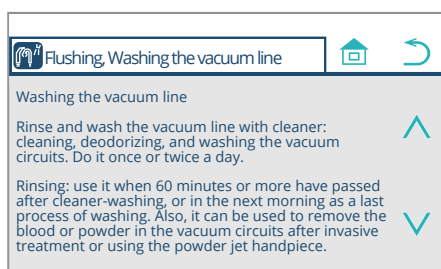 Flushing, Washing the vacuum line
Washing the vacuum line
Rinse and wash the vacuum line with cleaner:
cleaning, deodorizing, and washing the vacuum
circuits. Do it once or twice a day.
Rinsing: use it when 60 minutes or more have passed
after cleaner-washing, or in the next morning as a last
process of washing. Also, it can be used to remove the
blood or powder in the vacuum circuits after invasive
treatment or using the powder jet handpiece.